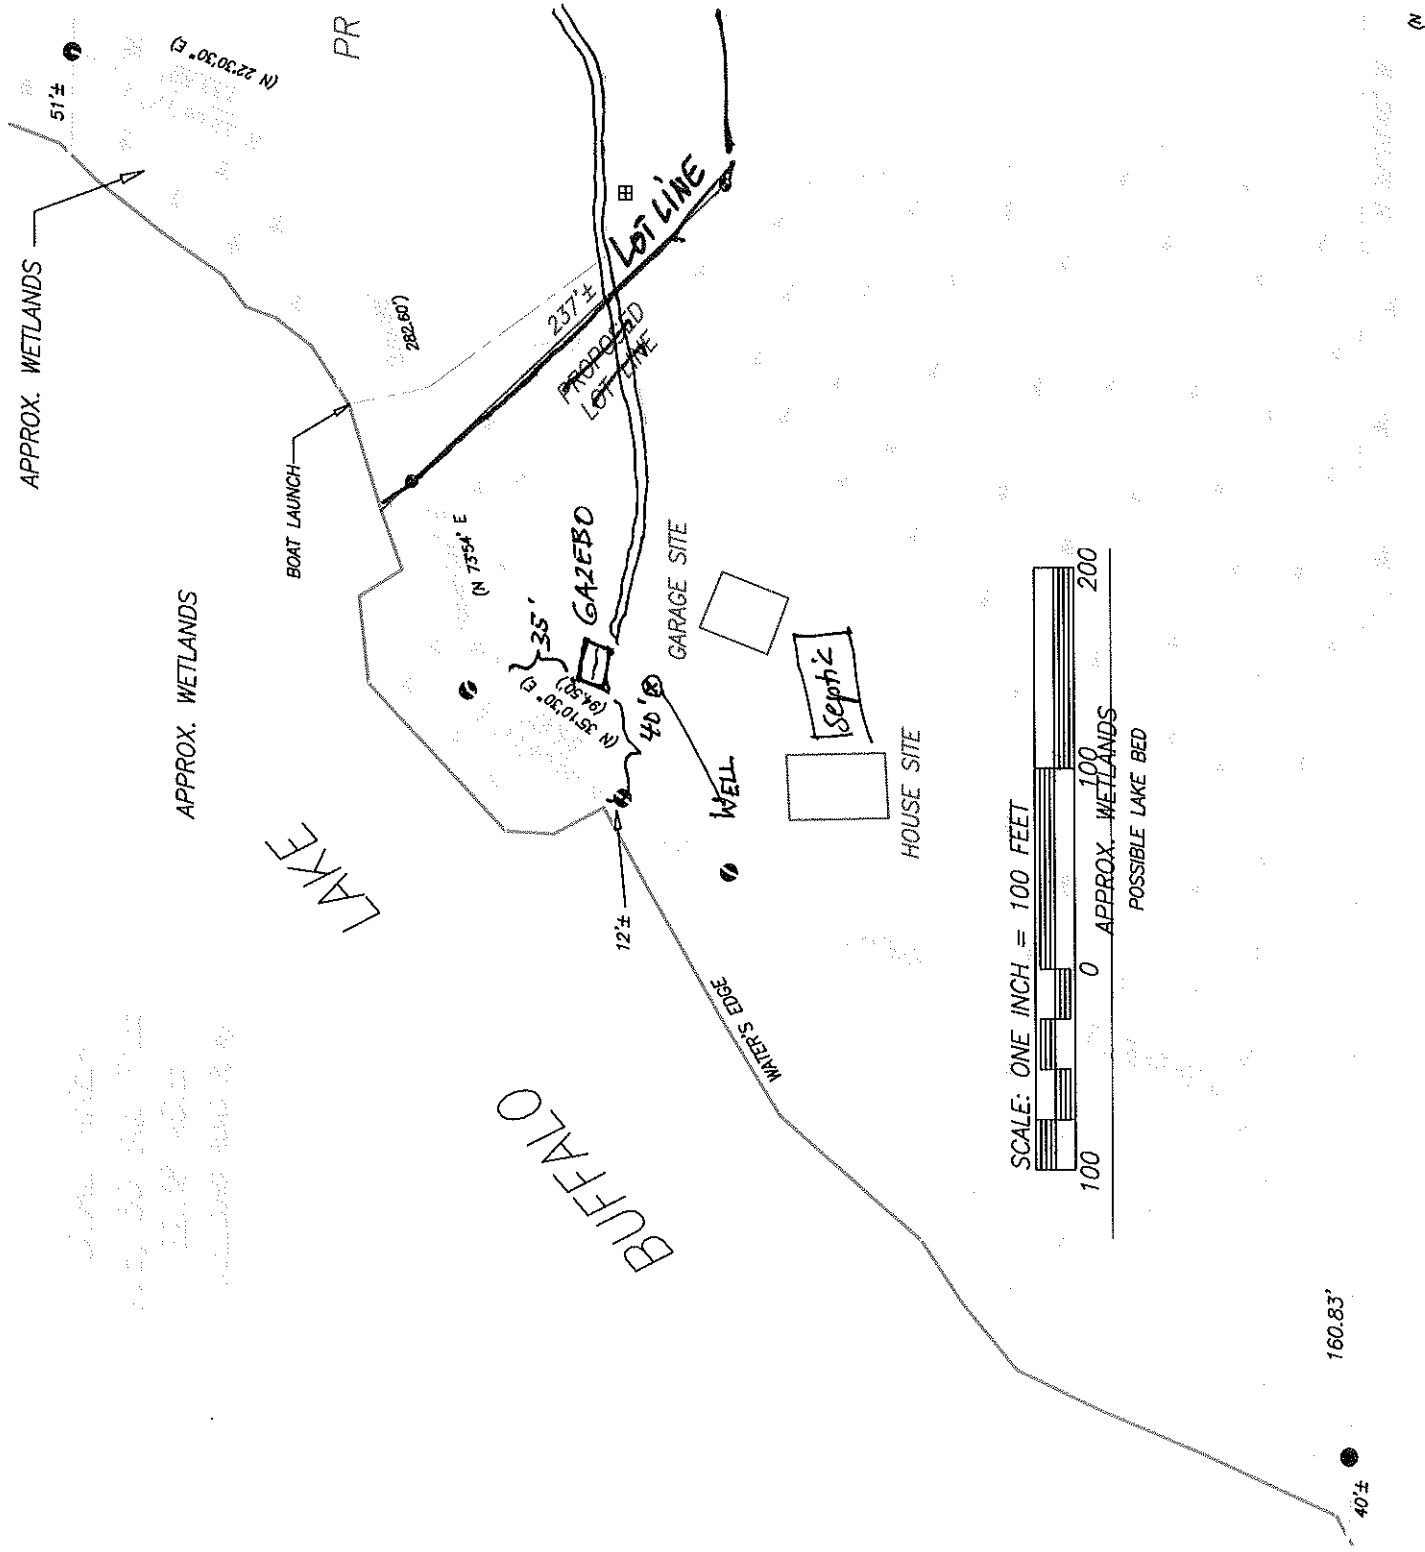 51'±
(N 22°30'30" E)
PR
APPROX. WETLANDS
282.60')
BOAT LAUNCH
LOT LINE
237'±
PROPOSED
LOT LINE
APPROX. WETLANDS
(N 73°54' E
35'
GAZEBO
(N 35°10'30" E)
(94.50')
40'
GARAGE SITE
Septic
WELL
HOUSE SITE
12'±
LAKE
BUFFALO
WATER'S EDGE
SCALE: ONE INCH = 100 FEET
100 0 100 200
APPROX. WETLANDS
POSSIBLE LAKE BED
160.83'
40'±
(N